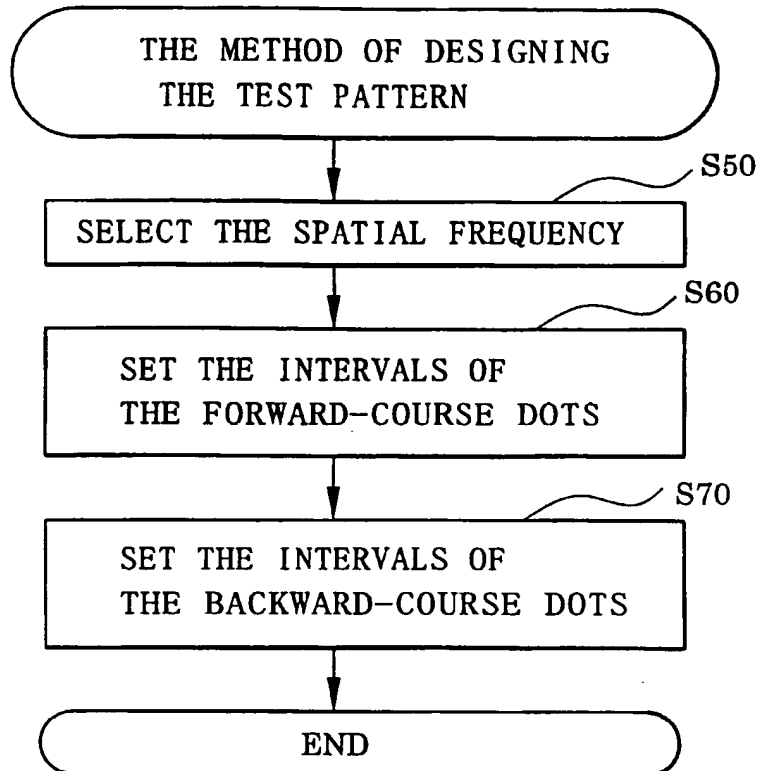 THE METHOD OF DESIGNING
THE TEST PATTERN
S50
SELECT THE SPATIAL FREQUENCY
S60
SET THE INTERVALS OF
THE FORWARD-COURSE DOTS
S70
SET THE INTERVALS OF
THE BACKWARD-COURSE DOTS
END